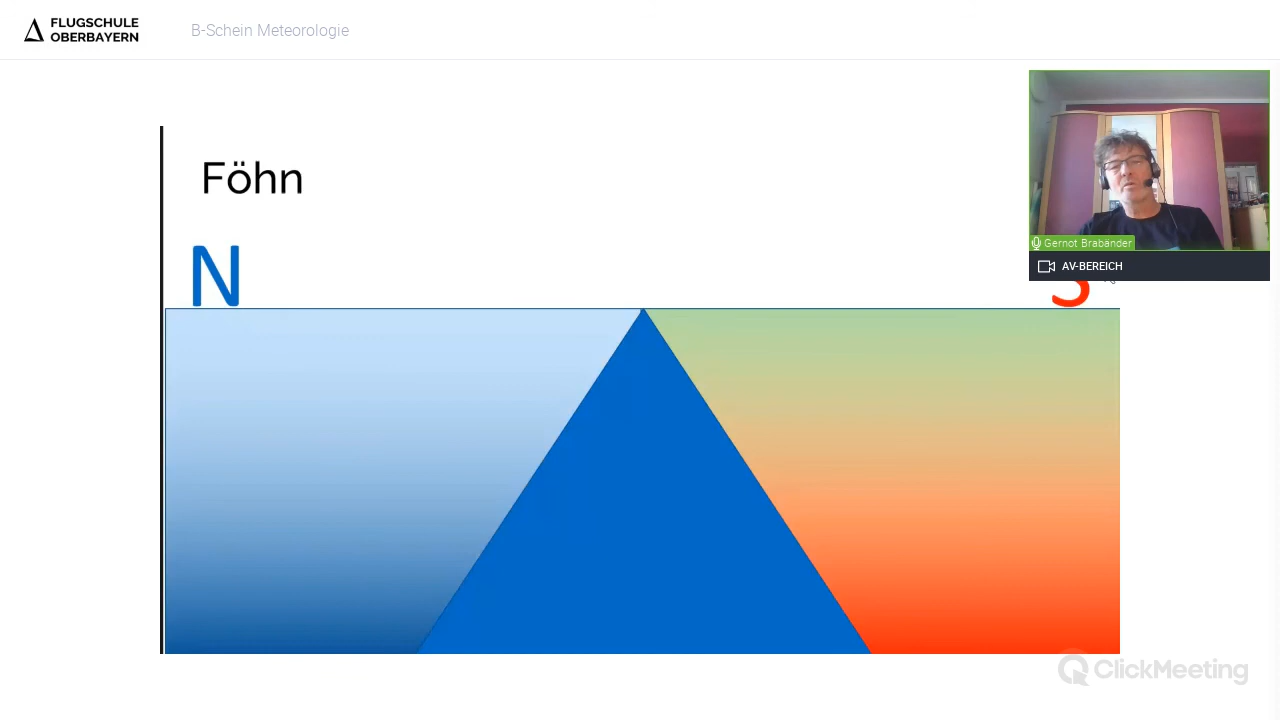 FLUGSCHULE
OBERBAYERN
B-Schein Meteorologie
Föhn
N
S
Gernot Brabänder
AV-BEREICH
ClickMeeting